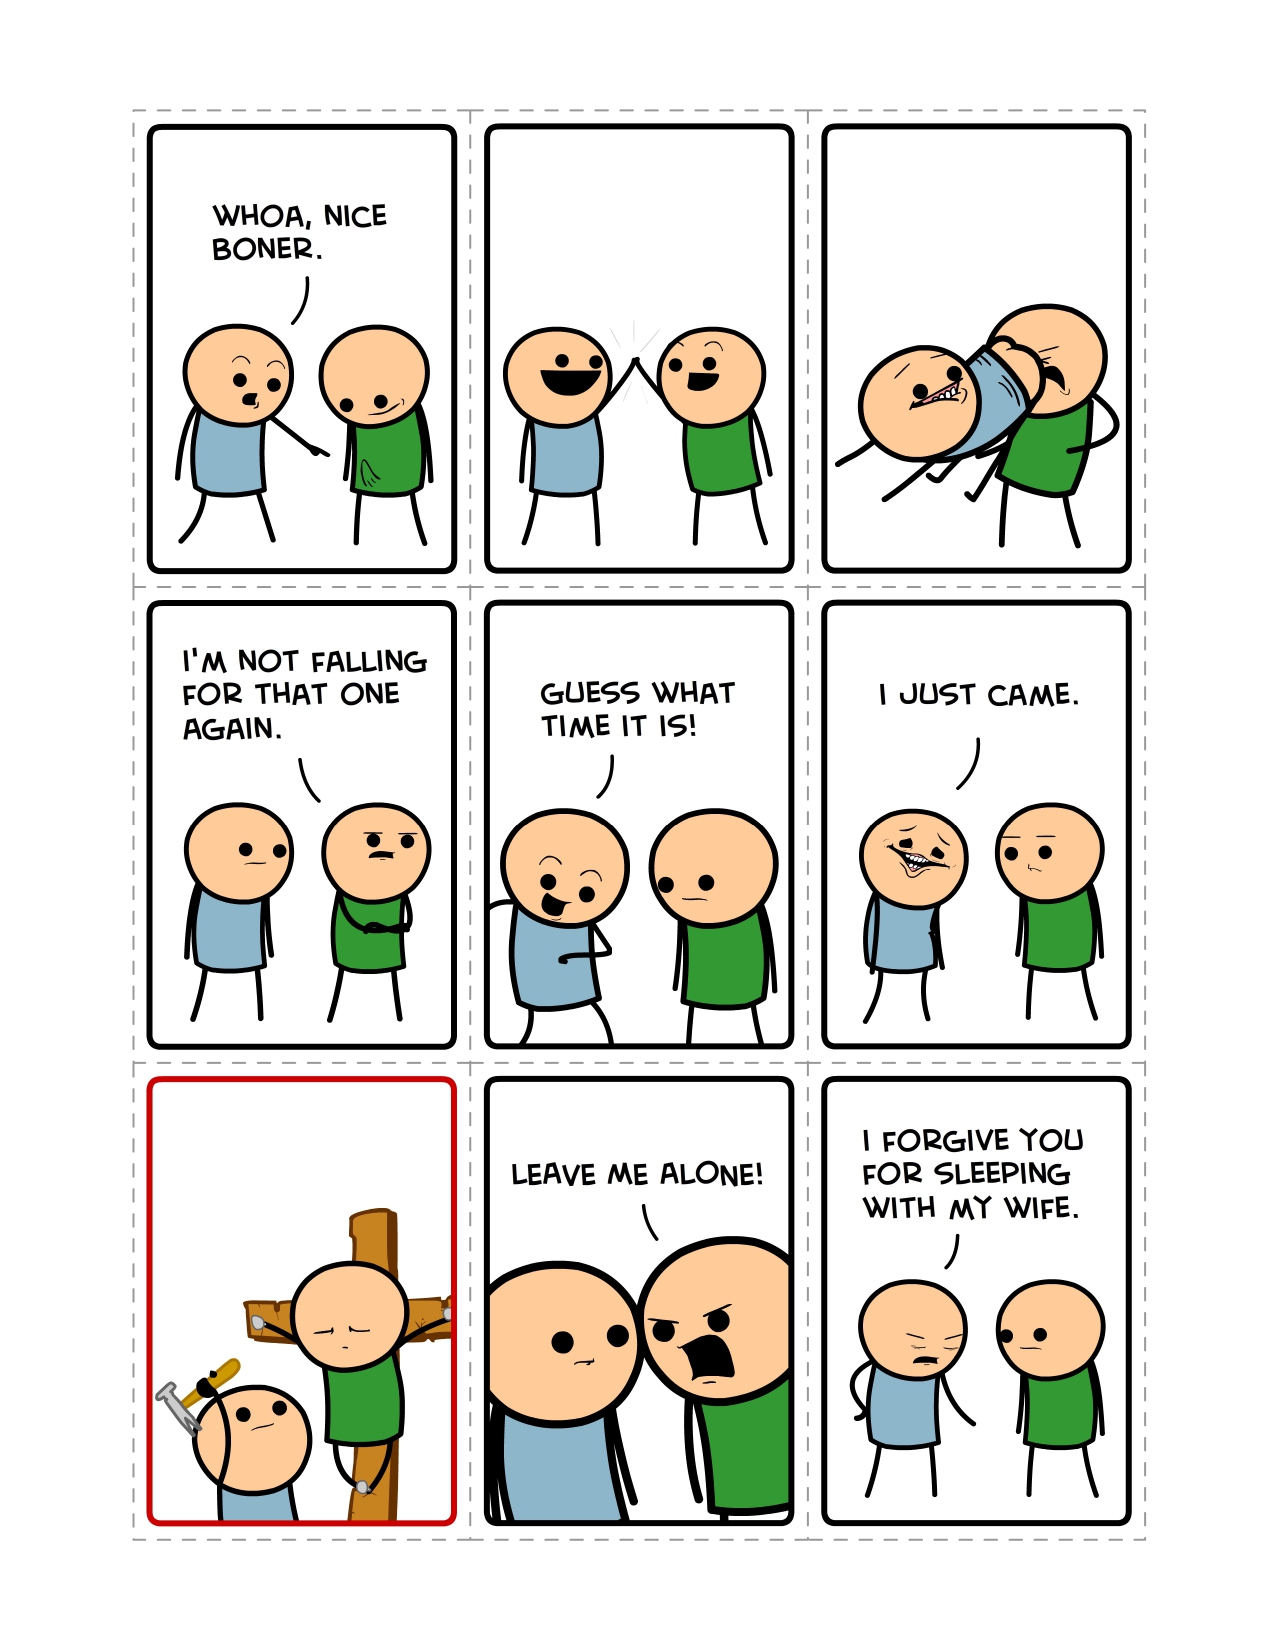 WHOA, NICE
BONER.
I'M NOT FALLING
FOR THAT ONE
AGAIN.
GUESS WHAT
TIME IT IS!
I JUST CAME.
LEAVE ME ALONE!
I FORGIVE YOU
FOR SLEEPING
WITH MY WIFE.